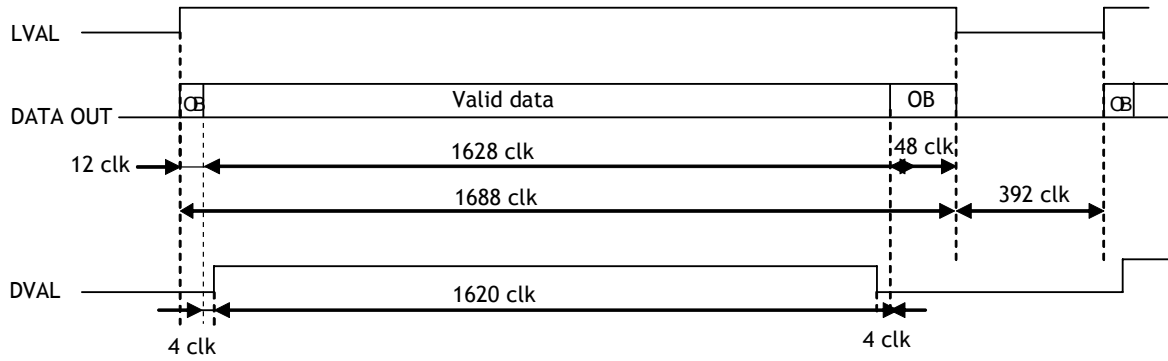 LVAL
OB Valid data OB OB
DATA OUT
12 clk 1628 clk 48 clk
1688 clk 392 clk
DVAL
1620 clk
4 clk 4 clk